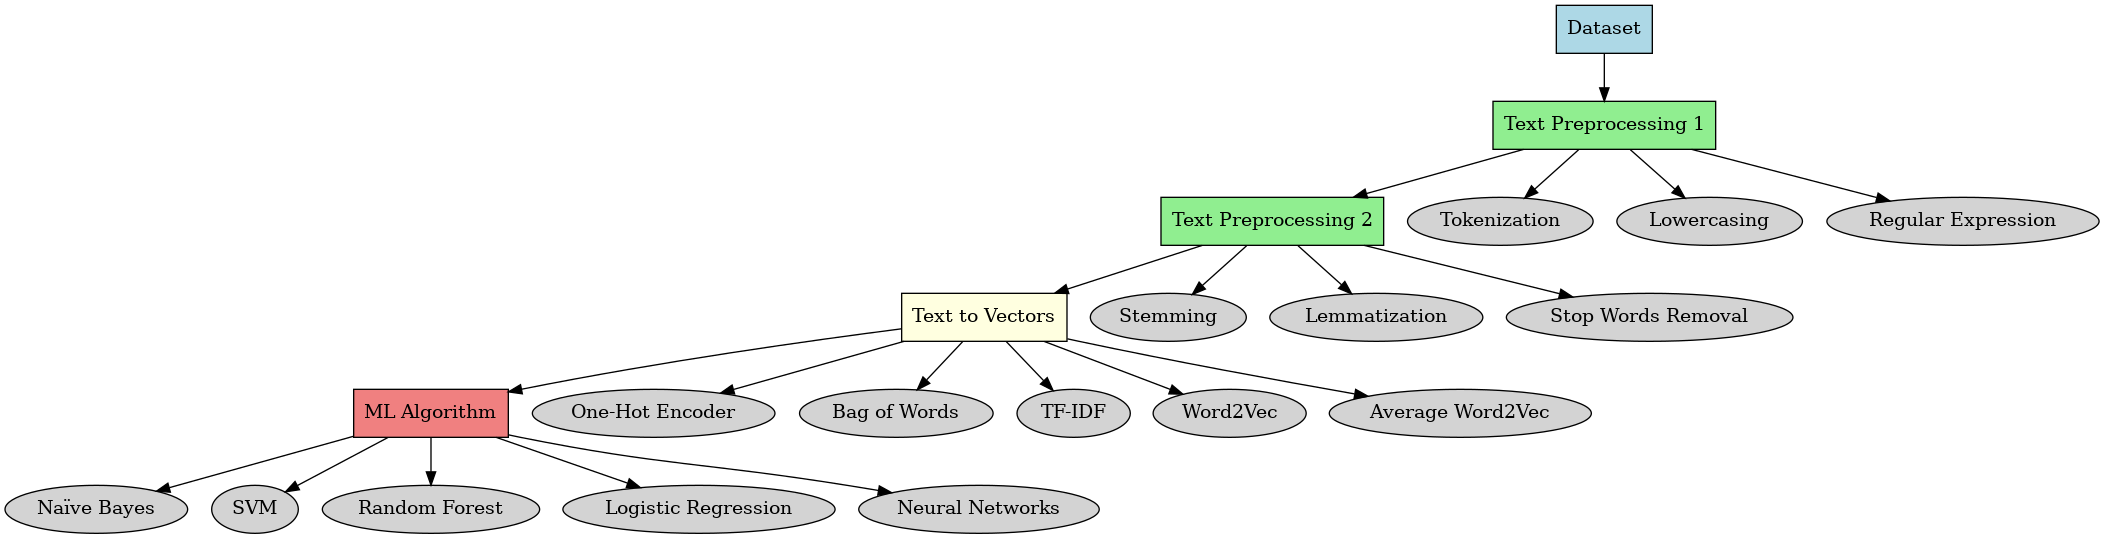 Dataset
Text Preprocessing 1
Text Preprocessing 2
Tokenization
Lowercasing
Regular Expression
Text to Vectors
Stemming
Lemmatization
Stop Words Removal
ML Algorithm
One-Hot Encoder
Bag of Words
TF-IDF
Word2Vec
Average Word2Vec
Naïve Bayes
SVM
Random Forest
Logistic Regression
Neural Networks